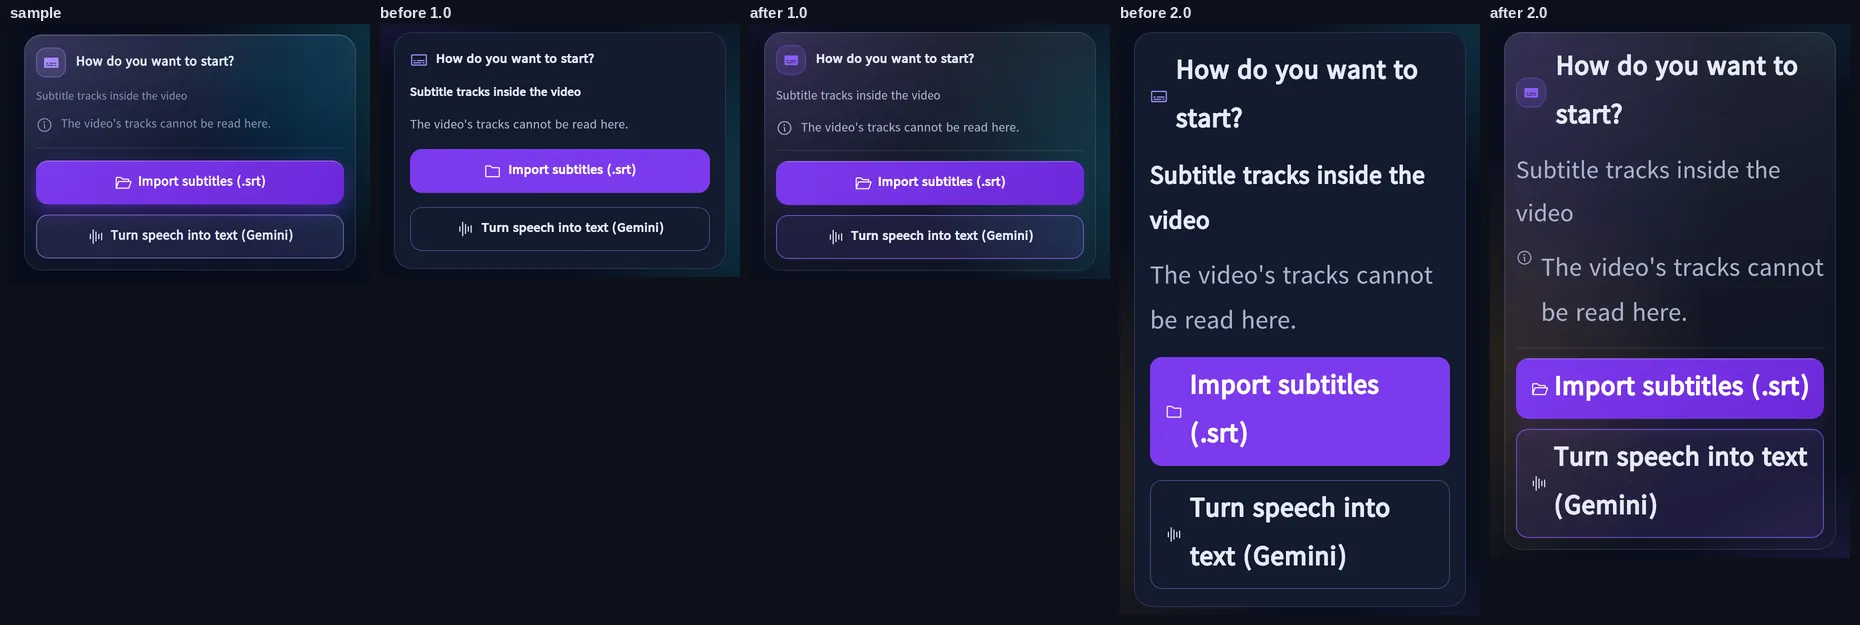 sample
How do you want to start?
Subtitle tracks inside the video
The video's tracks cannot be read here.
Import subtitles (.srt)
Turn speech into text (Gemini)
before 1.0
How do you want to start?
Subtitle tracks inside the video
The video's tracks cannot be read here.
Import subtitles (.srt)
Turn speech into text (Gemini)
after 1.0
How do you want to start?
Subtitle tracks inside the video
The video's tracks cannot be read here.
Import subtitles (.srt)
Turn speech into text (Gemini)
before 2.0
How do you want to
start?
Subtitle tracks inside the
video
The video's tracks cannot
be read here.
Import subtitles
(.srt)
Turn speech into
text (Gemini)
after 2.0
How do you want to
start?
Subtitle tracks inside the
video
The video's tracks cannot
be read here.
Import subtitles (.srt)
Turn speech into text
(Gemini)